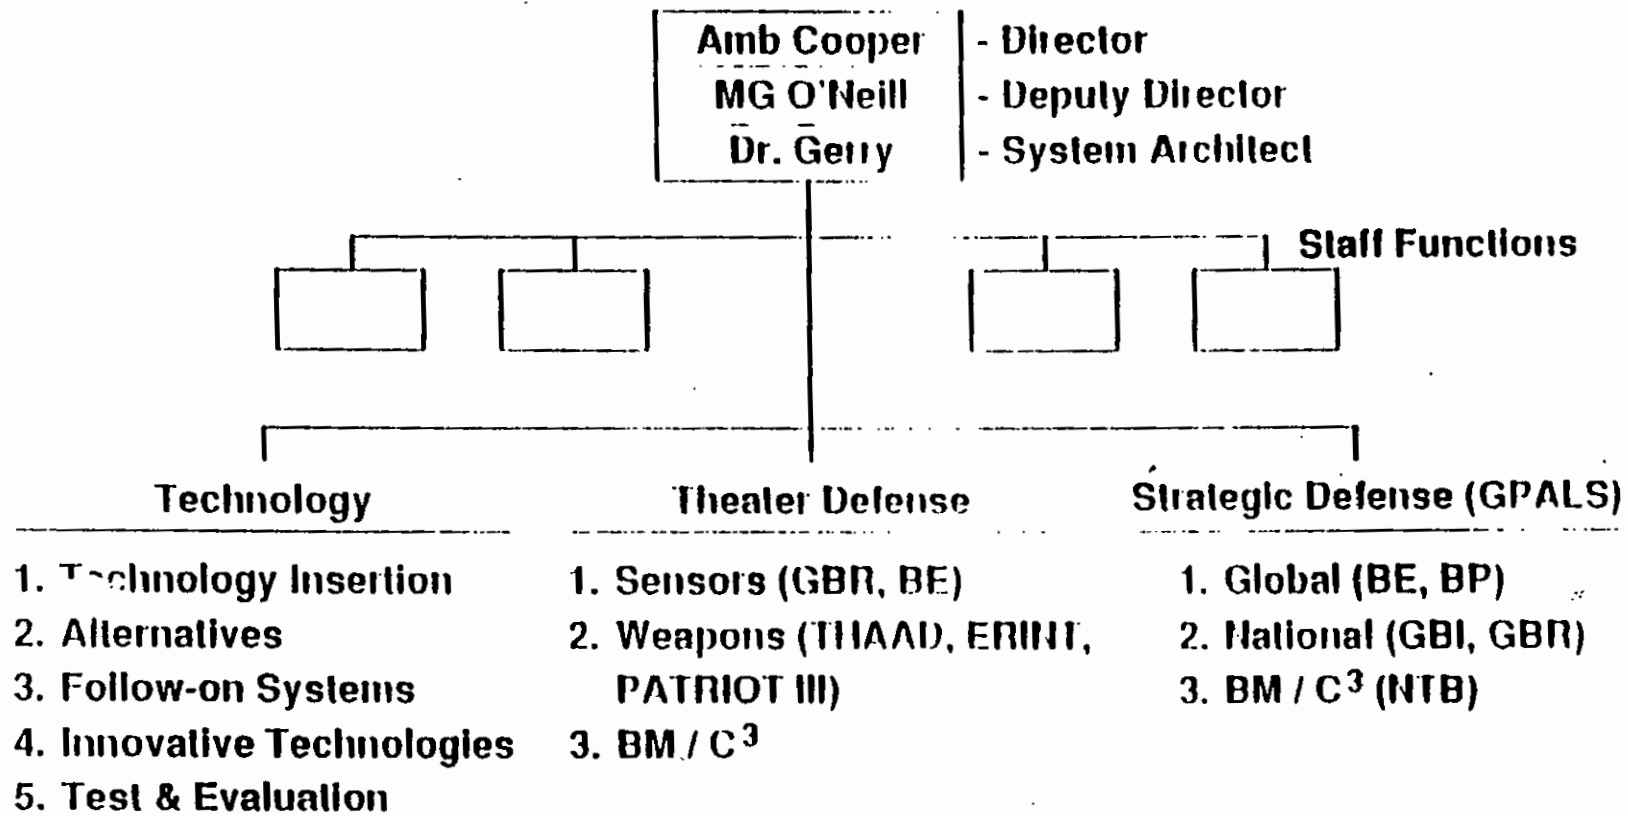 Amb Cooper - Director
MG O'Neill - Deputy Director
Dr. Gerry - System Architect
Staff Functions
Technology
1. Technology Insertion
2. Alternatives
3. Follow-on Systems
4. Innovative Technologies
5. Test & Evaluation
Theater Defense
1. Sensors (GBR, BE)
2. Weapons (THAAD, ERINT,
PATRIOT III)
3. BM / C³
Strategic Defense (GPALS)
1. Global (BE, BP)
2. National (GBI, GBR)
3. BM / C³ (NTB)